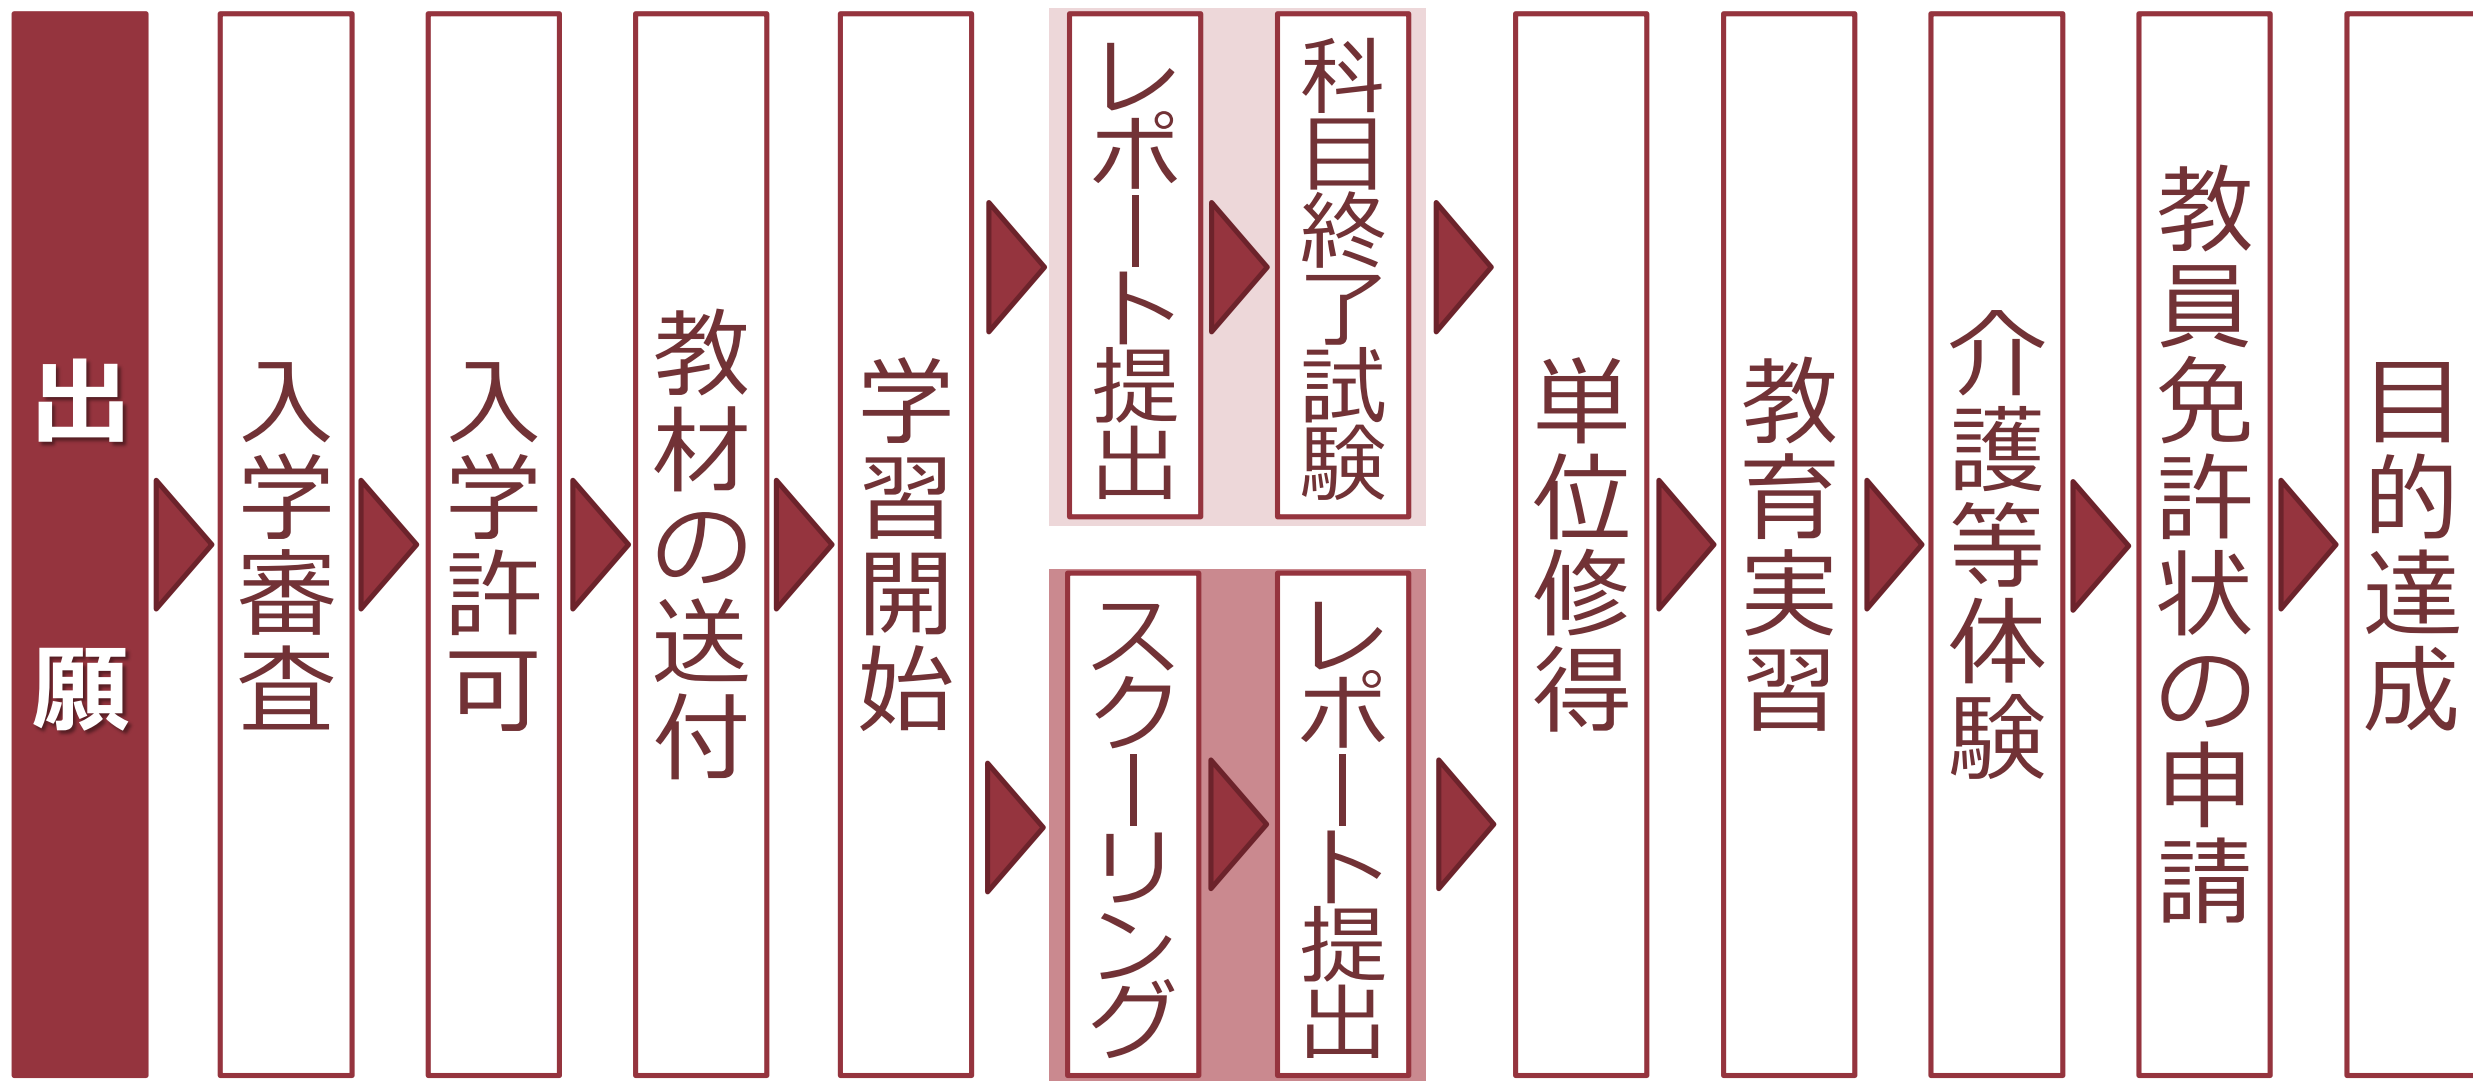 出願
入学審査
入学許可
教材の送付
学習開始
レポート提出
科目終了試験
スクーリング
レポート提出
単位修得
教育実習
介護等体験
教員免許状の申請
目的達成